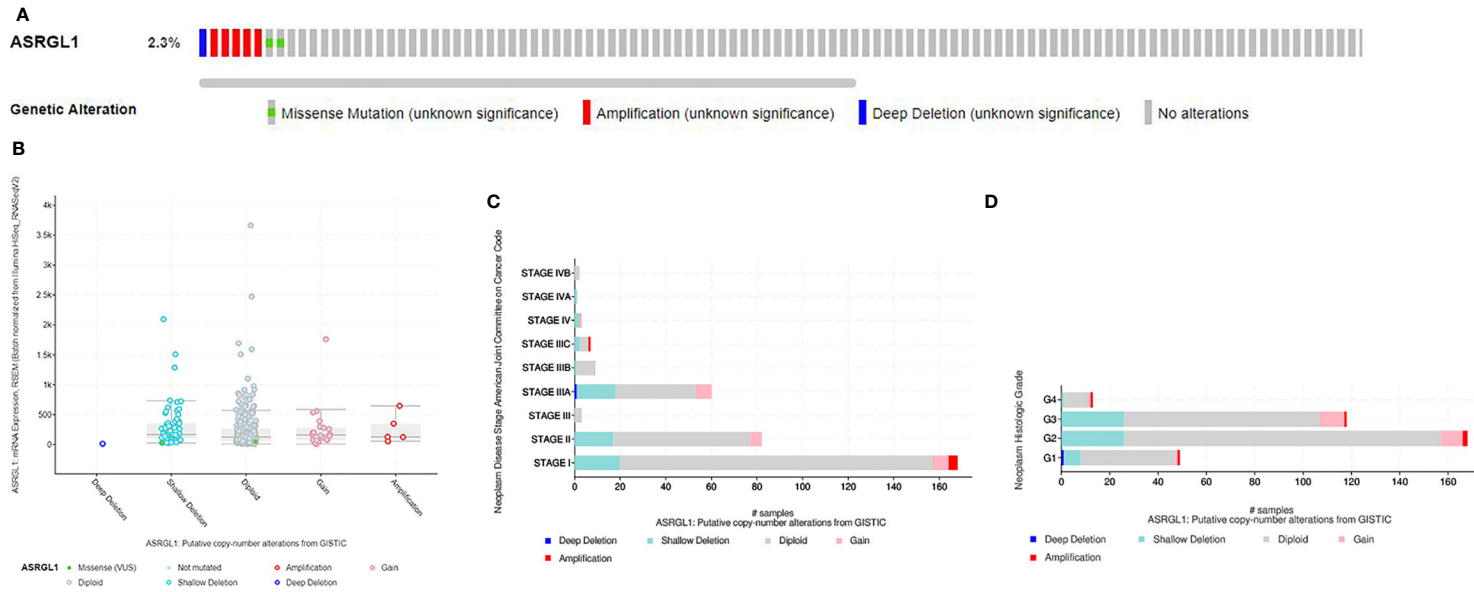 A
ASRGL1 2.3%
Genetic Alteration
Missense Mutation (unknown significance) Amplification (unknown significance) Deep Deletion (unknown significance) No alterations
B
ASRGL1: mRNA Expression, RSEM (Batch normalized from Illumina HiSeq_RNASeqV2)
4k
3.5k
3k
2.5k
2k
1.5k
1k
500
0
Deep Deletion
Shallow Deletion
Diploid
Gain
Amplification
ASRGL1: Putative copy-number alterations from GISTIC
ASRGL1 Missense (VUS) Not mutated Amplification Gain
Diploid Shallow Deletion Deep Deletion
C
Neoplasm Disease Stage American Joint Committee on Cancer Code
STAGE IVB
STAGE IVA
STAGE IV
STAGE IIIC
STAGE IIIB
STAGE IIIA
STAGE III
STAGE II
STAGE I
0 20 40 60 80 100 120 140 160
# samples
ASRGL1: Putative copy-number alterations from GISTIC
Deep Deletion Shallow Deletion Diploid Gain
Amplification
D
Neoplasm Histologic Grade
G4
G3
G2
G1
0 20 40 60 80 100 120 140 160
# samples
ASRGL1: Putative copy-number alterations from GISTIC
Deep Deletion Shallow Deletion Diploid Gain
Amplification